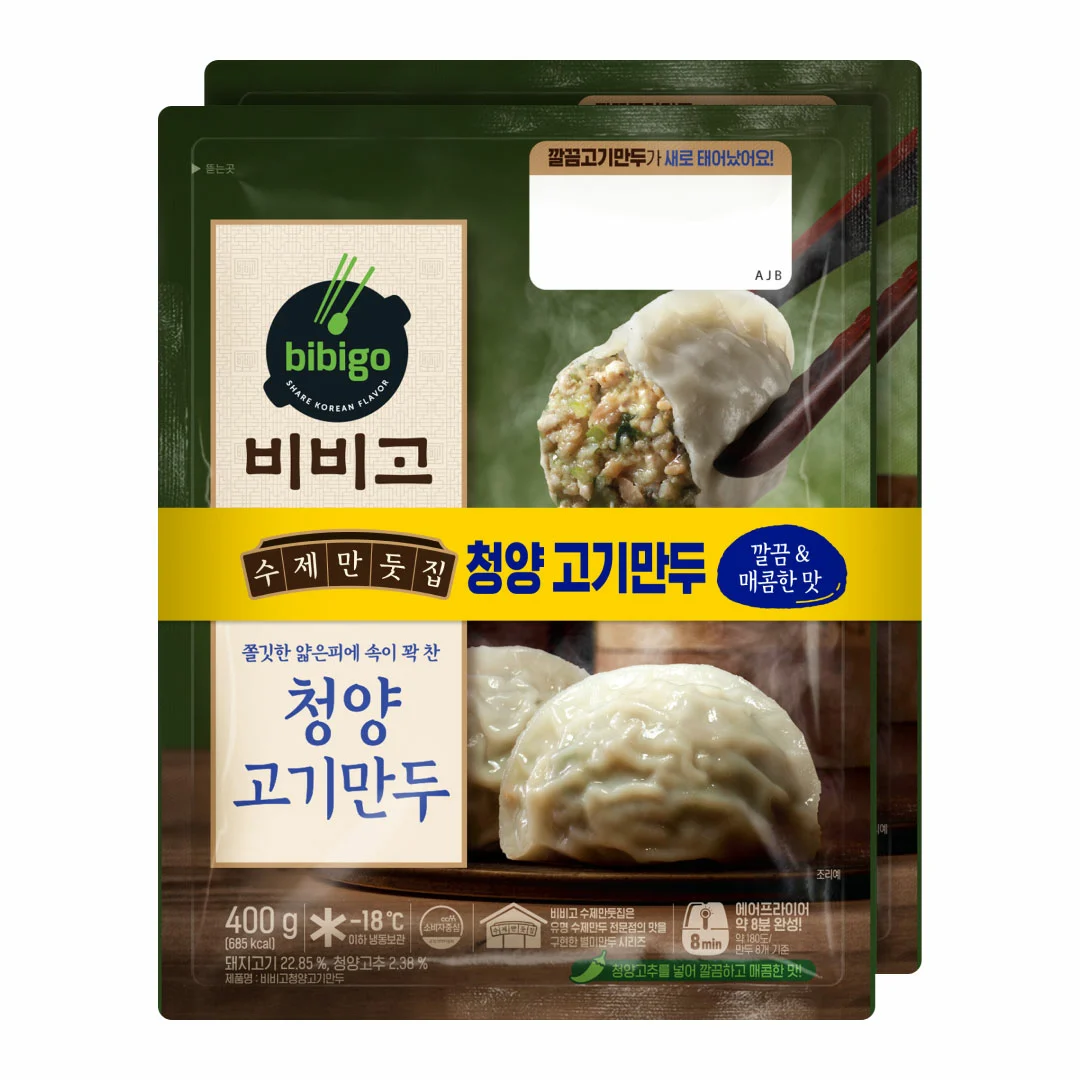 ▶ 뜯는곳
깔끔고기만두가 새로 태어났어요!
AJB
bibigo
SHARE KOREAN FLAVOR
비비고
수제만둣집 청양 고기만두
깔끔 &
매콤한 맛
쫄깃한 얇은피에 속이 꽉 찬
청양
고기만두
조리예
400 g
(685 kcal)
-18℃
이하 냉동보관
소비자중심
비비고 수제만둣집은
유명 수제만두 전문점의 맛을
구현한 별미만두 시리즈
8 min
에어프라이어
약 8분 완성!
약 180도/
만두 8개 기준
돼지고기 22.85 %, 청양고추 2.38 %
제품명 : 비비고청양고기만두
청양고추를 넣어 깔끔하고 매콤한 맛!